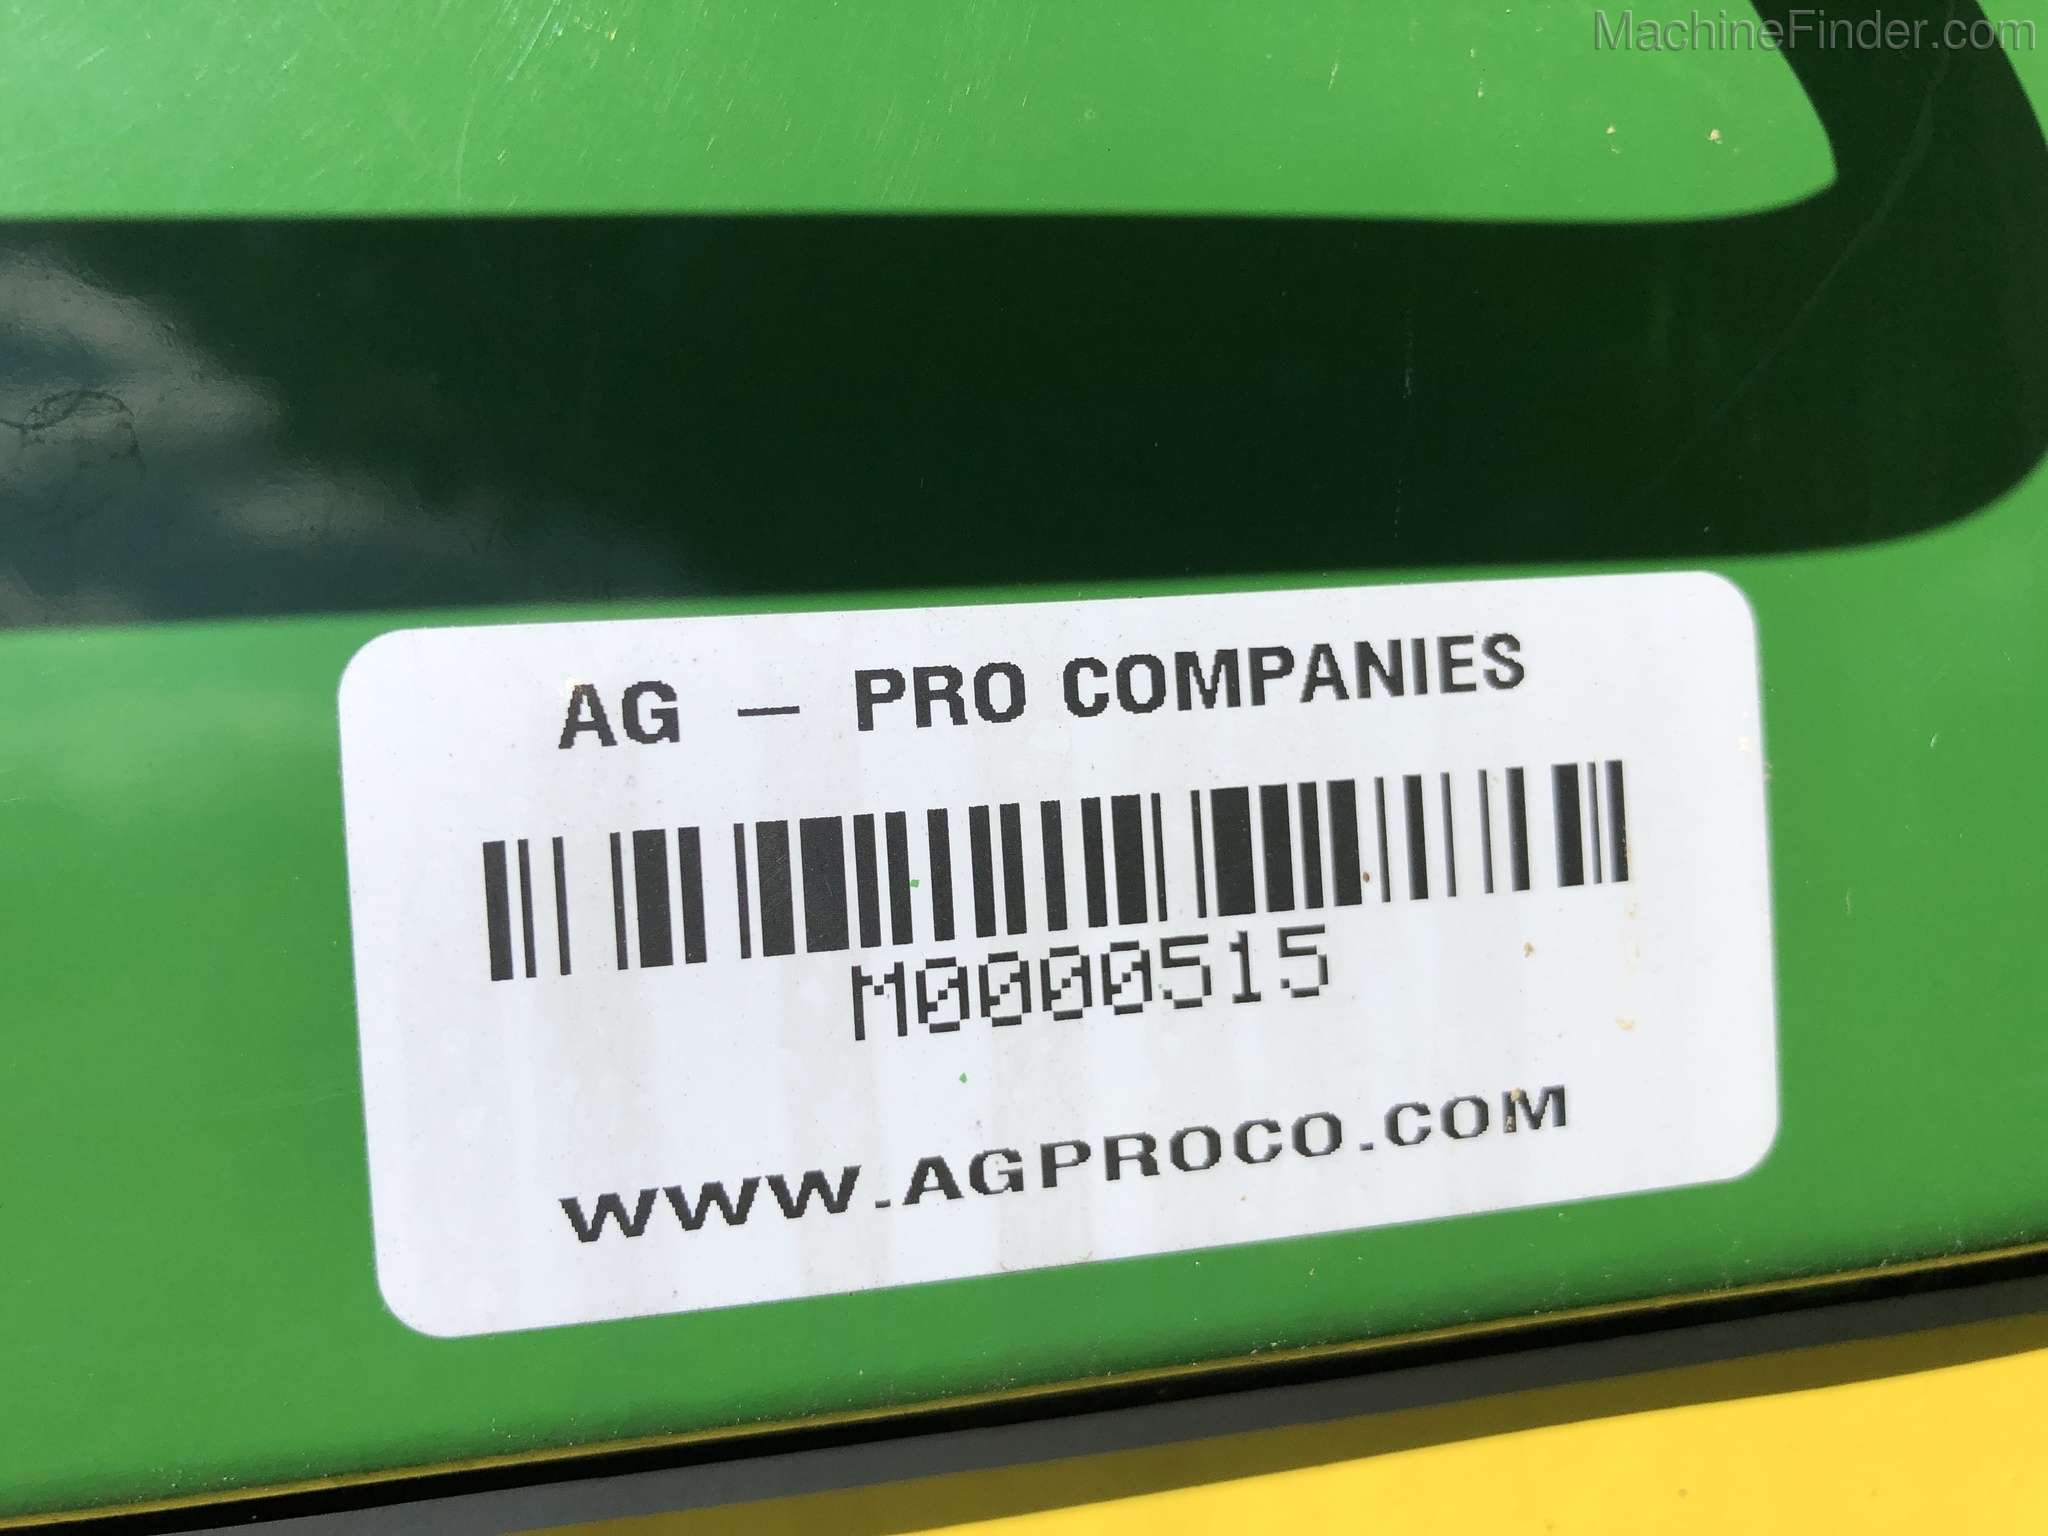 MachineFinder.com
AG – PRO COMPANIES
M0000515
WWW.AGPROCO.COM